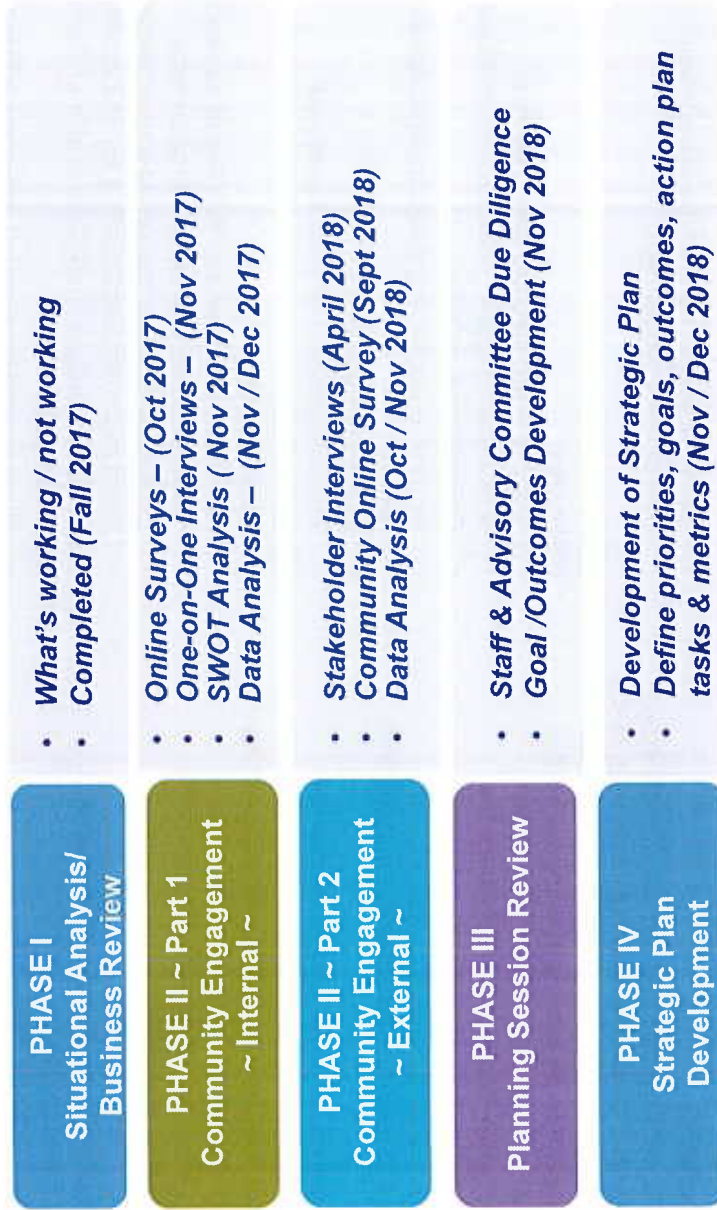 PHASE I
Situational Analysis/
Business Review
• What's working / not working
• Completed (Fall 2017)
PHASE II ~ Part 1
Community Engagement
~ Internal ~
• Online Surveys – (Oct 2017)
• One-on-One Interviews – (Nov 2017)
• SWOT Analysis ( Nov 2017)
• Data Analysis – (Nov / Dec 2017)
PHASE II ~ Part 2
Community Engagement
~ External ~
• Stakeholder Interviews (April 2018)
• Community Online Survey (Sept 2018)
• Data Analysis (Oct / Nov 2018)
PHASE III
Planning Session Review
• Staff & Advisory Committee Due Diligence
• Goal /Outcomes Development (Nov 2018)
PHASE IV
Strategic Plan
Development
• Development of Strategic Plan
• Define priorities, goals, outcomes, action plan
tasks & metrics (Nov / Dec 2018)